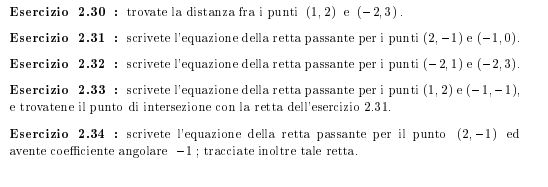 Esercizio 2.30 : trovate la distanza fra i punti (1, 2) e (−2, 3).
Esercizio 2.31 : scrivete l'equazione della retta passante per i punti (2, −1) e (−1, 0).
Esercizio 2.32 : scrivete l'equazione della retta passante per i punti (−2, 1) e (−2, 3).
Esercizio 2.33 : scrivete l'equazione della retta passante per i punti (1, 2) e (−1, −1),
e trovatene il punto di intersezione con la retta dell'esercizio 2.31.
Esercizio 2.34 : scrivete l'equazione della retta passante per il punto (2, −1) ed
avente coefficiente angolare −1 ; tracciate inoltre tale retta.